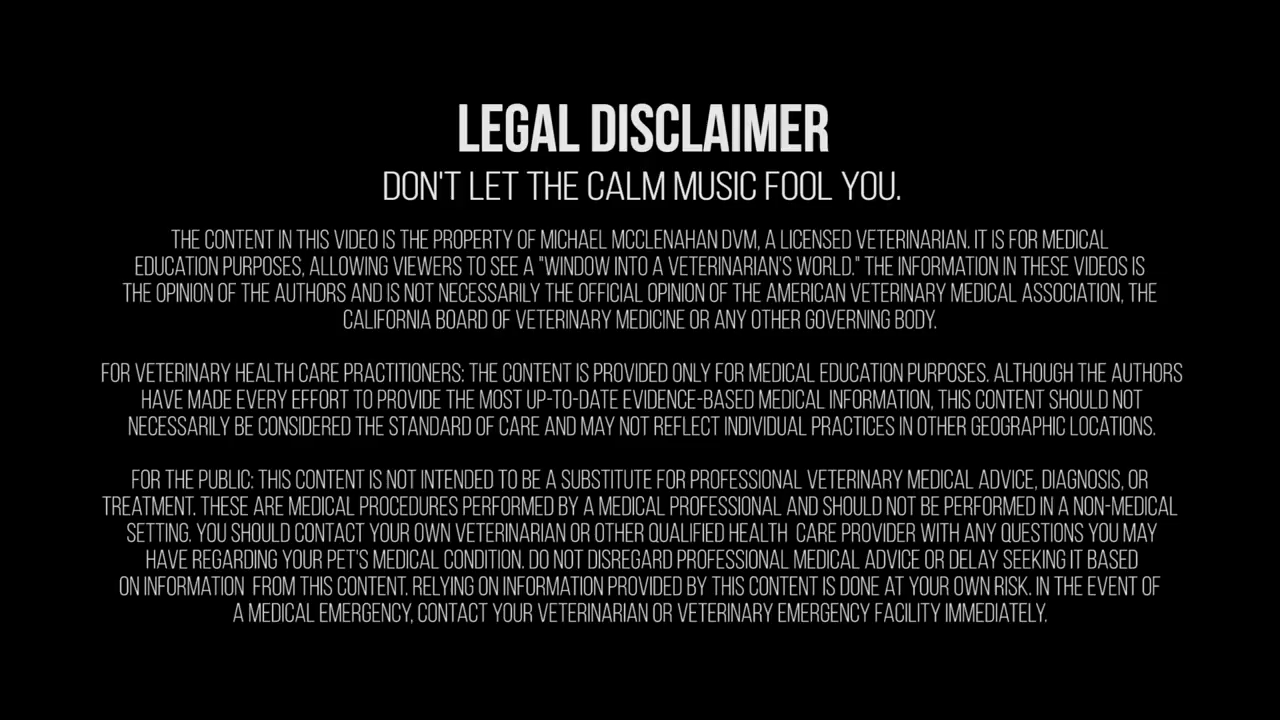 LEGAL DISCLAIMER
DON'T LET THE CALM MUSIC FOOL YOU.
THE CONTENT IN THIS VIDEO IS THE PROPERTY OF MICHAEL MCCLENAHAN DVM, A LICENSED VETERINARIAN. IT IS FOR MEDICAL
EDUCATION PURPOSES, ALLOWING VIEWERS TO SEE A "WINDOW INTO A VETERINARIAN'S WORLD." THE INFORMATION IN THESE VIDEOS IS
THE OPINION OF THE AUTHORS AND IS NOT NECESSARILY THE OFFICIAL OPINION OF THE AMERICAN VETERINARY MEDICAL ASSOCIATION, THE
CALIFORNIA BOARD OF VETERINARY MEDICINE OR ANY OTHER GOVERNING BODY.
FOR VETERINARY HEALTH CARE PRACTITIONERS: THE CONTENT IS PROVIDED ONLY FOR MEDICAL EDUCATION PURPOSES. ALTHOUGH THE AUTHORS
HAVE MADE EVERY EFFORT TO PROVIDE THE MOST UP-TO-DATE EVIDENCE-BASED MEDICAL INFORMATION, THIS CONTENT SHOULD NOT
NECESSARILY BE CONSIDERED THE STANDARD OF CARE AND MAY NOT REFLECT INDIVIDUAL PRACTICES IN OTHER GEOGRAPHIC LOCATIONS.
FOR THE PUBLIC: THIS CONTENT IS NOT INTENDED TO BE A SUBSTITUTE FOR PROFESSIONAL VETERINARY MEDICAL ADVICE, DIAGNOSIS, OR
TREATMENT. THESE ARE MEDICAL PROCEDURES PERFORMED BY A MEDICAL PROFESSIONAL AND SHOULD NOT BE PERFORMED IN A NON-MEDICAL
SETTING. YOU SHOULD CONTACT YOUR OWN VETERINARIAN OR OTHER QUALIFIED HEALTH CARE PROVIDER WITH ANY QUESTIONS YOU MAY
HAVE REGARDING YOUR PET'S MEDICAL CONDITION. DO NOT DISREGARD PROFESSIONAL MEDICAL ADVICE OR DELAY SEEKING IT BASED
ON INFORMATION FROM THIS CONTENT. RELYING ON INFORMATION PROVIDED BY THIS CONTENT IS DONE AT YOUR OWN RISK. IN THE EVENT OF
A MEDICAL EMERGENCY, CONTACT YOUR VETERINARIAN OR VETERINARY EMERGENCY FACILITY IMMEDIATELY.